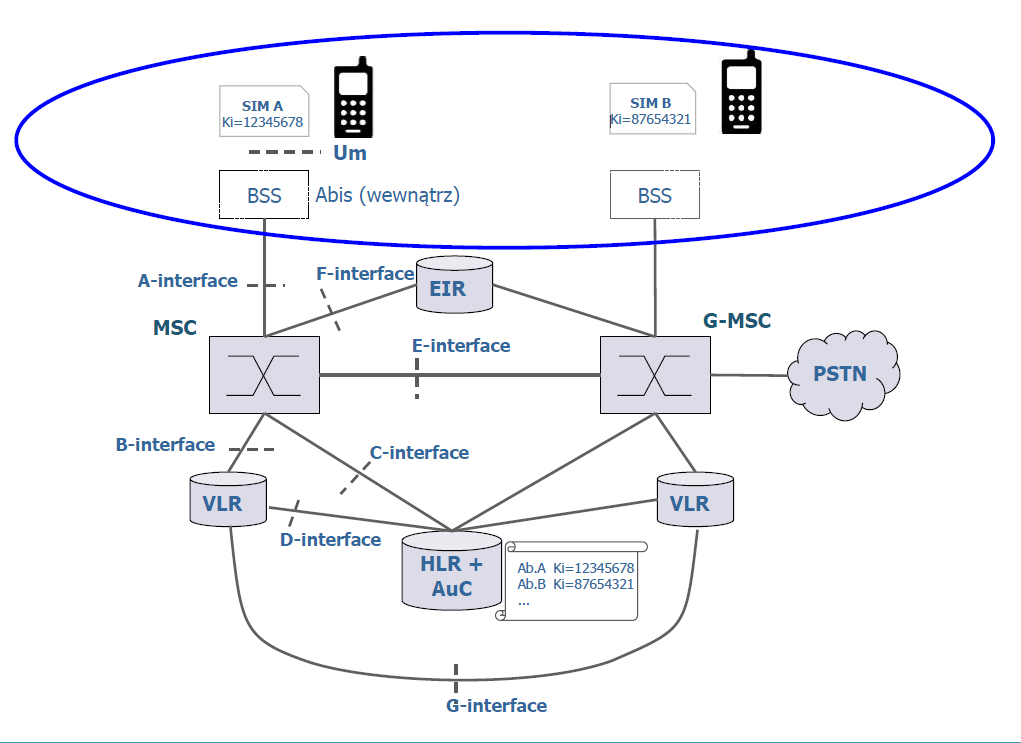 SIM A
Ki=12345678
SIM B
Ki=87654321
Um
BSS
Abis (wewnątrz)
BSS
A-interface
F-interface
EIR
MSC
G-MSC
E-interface
PSTN
B-interface
C-interface
VLR
VLR
D-interface
HLR +
AuC
Ab.A Ki=12345678
Ab.B Ki=87654321
...
G-interface